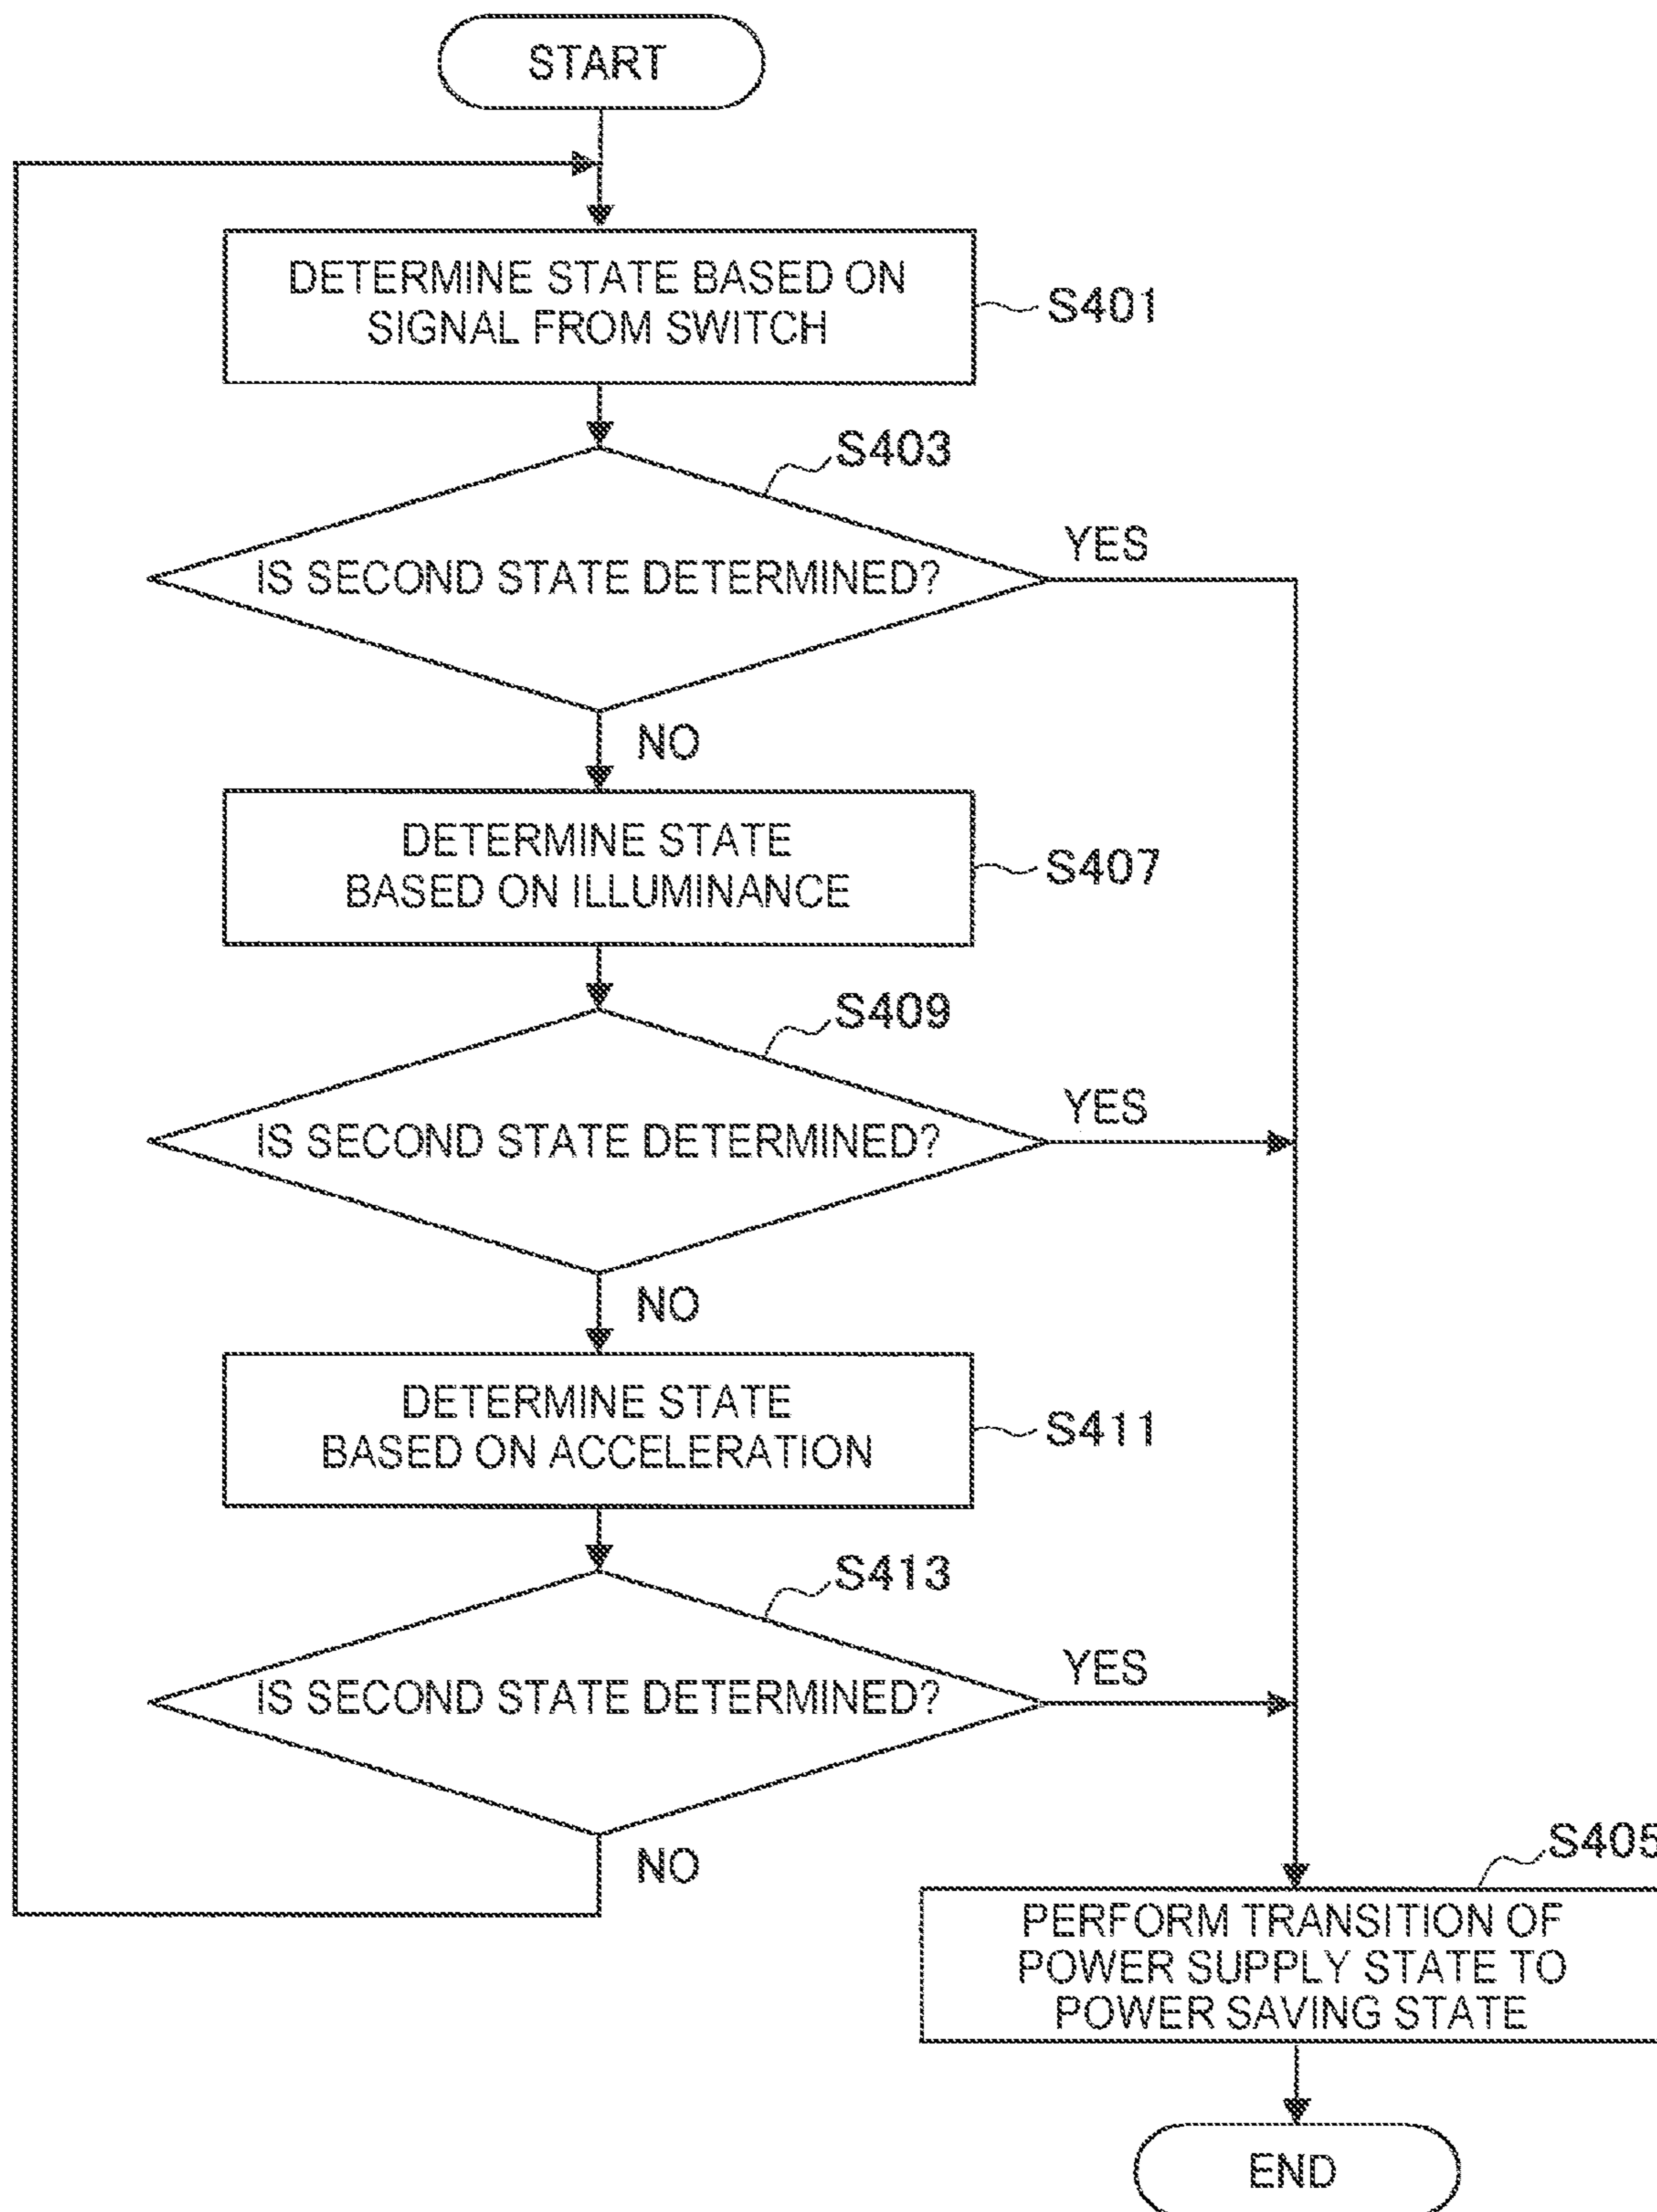 START
DETERMINE STATE BASED ON
SIGNAL FROM SWITCH
S401
S403
IS SECOND STATE DETERMINED?
YES
NO
DETERMINE STATE
BASED ON ILLUMINANCE
S407
S409
IS SECOND STATE DETERMINED?
YES
NO
DETERMINE STATE
BASED ON ACCELERATION
S411
S413
IS SECOND STATE DETERMINED?
YES
NO
S405
PERFORM TRANSITION OF
POWER SUPPLY STATE TO
POWER SAVING STATE
END